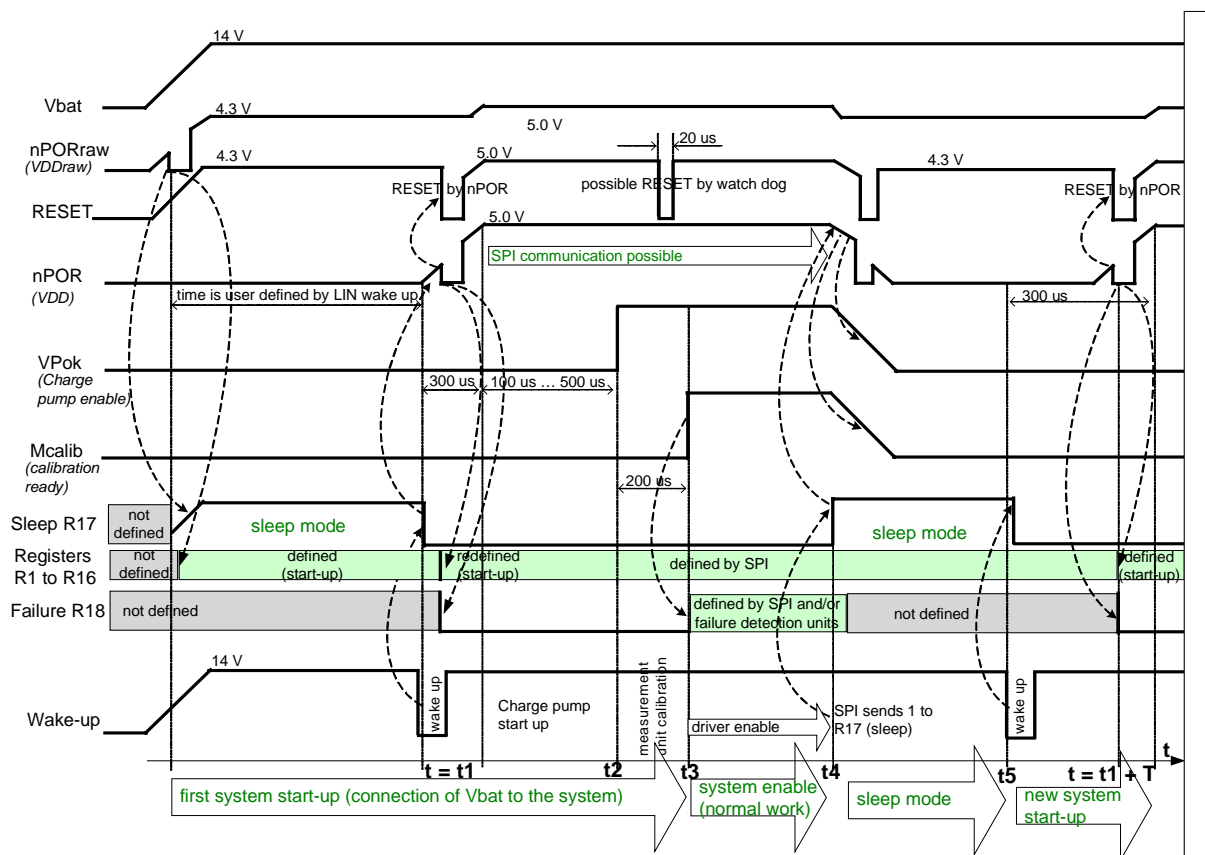 14 V
Vbat
4.3 V
5.0 V
nPORraw
(VDDraw)
20 us
4.3 V
5.0 V
4.3 V
RESET by nPOR
possible RESET by watch dog
RESET by nPOR
RESET
5.0 V
SPI communication possible
nPOR
(VDD)
time is user defined by LIN wake up
300 us
VPok
(Charge
pump enable)
300 us
100 us ... 500 us
Mcalib
(calibration
ready)
200 us
Sleep R17
not
defined
sleep mode
sleep mode
Registers
R1 to R16
not
defined
defined
(start-up)
redefined
(start-up)
defined by SPI
defined
(start-up)
Failure R18
not defined
defined by SPI and/or
failure detection units
not defined
14 V
Wake-up
wake up
Charge pump
start up
measurement
unit calibration
driver enable
SPI sends 1 to
R17 (sleep)
wake up
t
t = t1
t2
t3
t4
t5
t = t1 + T
first system start-up (connection of Vbat to the system)
system enable
(normal work)
sleep mode
new system
start-up